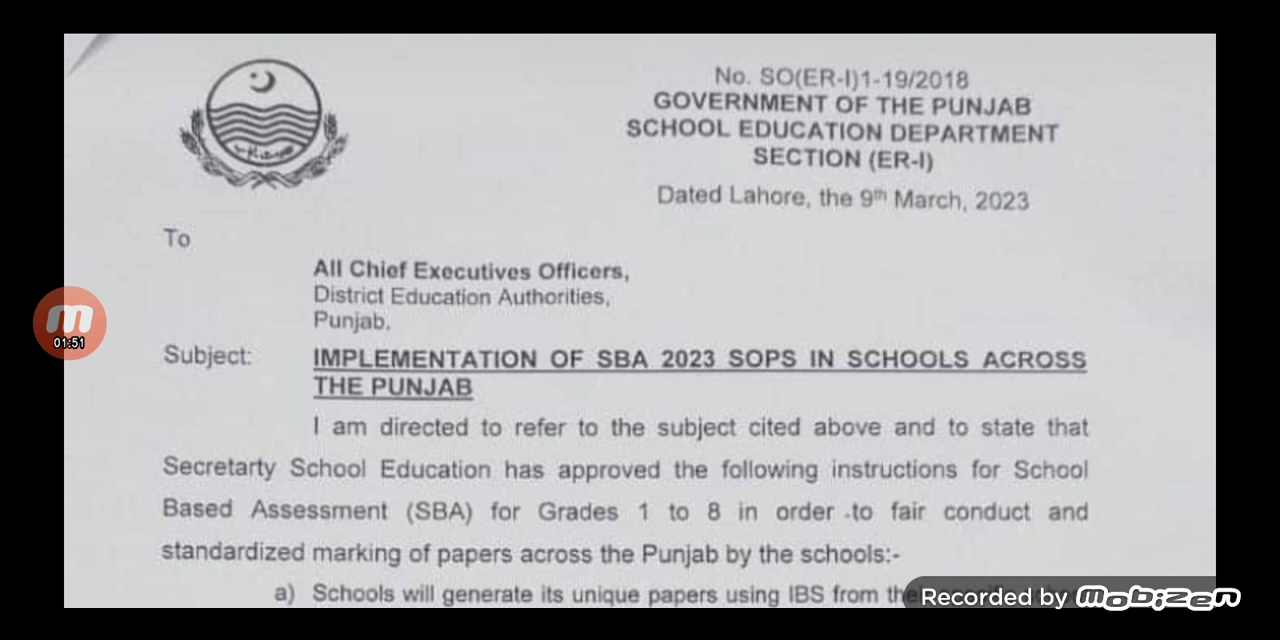 No. SO(ER-I)1-19/2018
GOVERNMENT OF THE PUNJAB
SCHOOL EDUCATION DEPARTMENT
SECTION (ER-I)
Dated Lahore, the 9th March, 2023
To
All Chief Executives Officers,
District Education Authorities,
Punjab.
Subject: IMPLEMENTATION OF SBA 2023 SOPS IN SCHOOLS ACROSS
THE PUNJAB
I am directed to refer to the subject cited above and to state that
Secretarty School Education has approved the following instructions for School
Based Assessment (SBA) for Grades 1 to 8 in order to fair conduct and
standardized marking of papers across the Punjab by the schools:-
a) Schools will generate its unique papers using IBS from
01:51
Recorded by mobizen